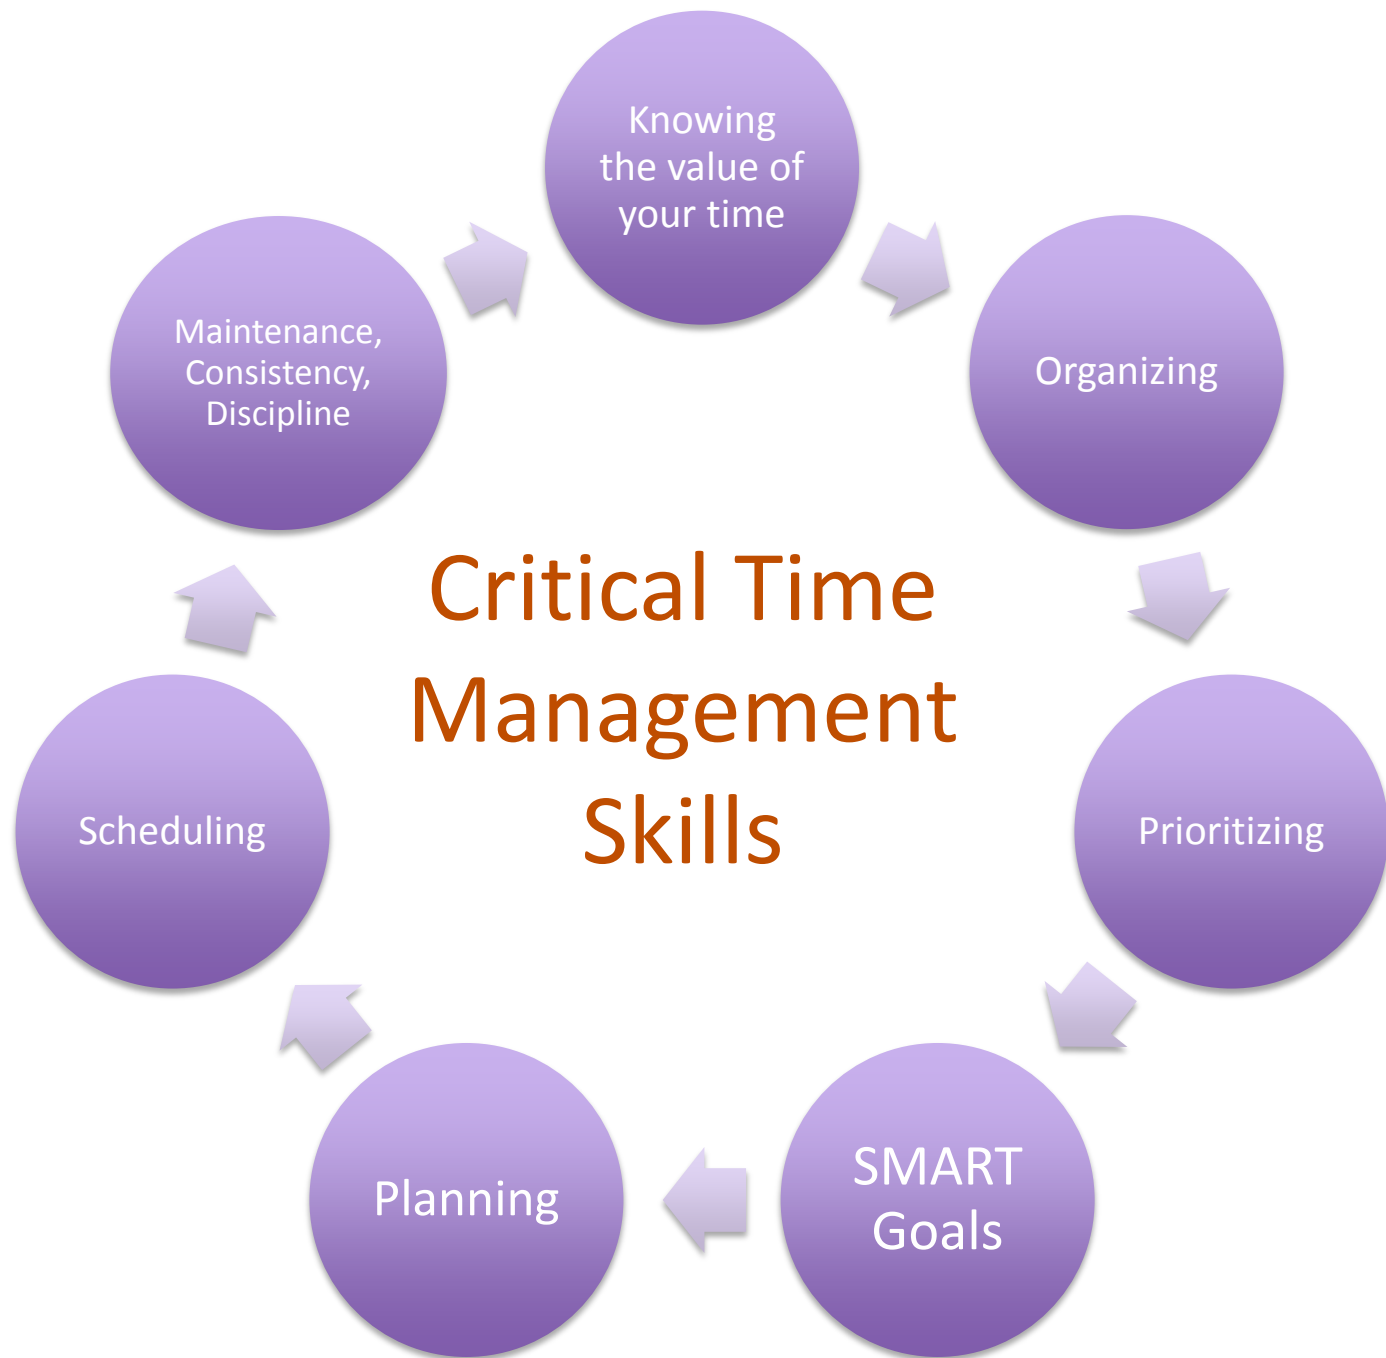 Knowing
the value of
your time
Organizing
Prioritizing
SMART
Goals
Planning
Scheduling
Maintenance,
Consistency,
Discipline
Critical Time
Management
Skills